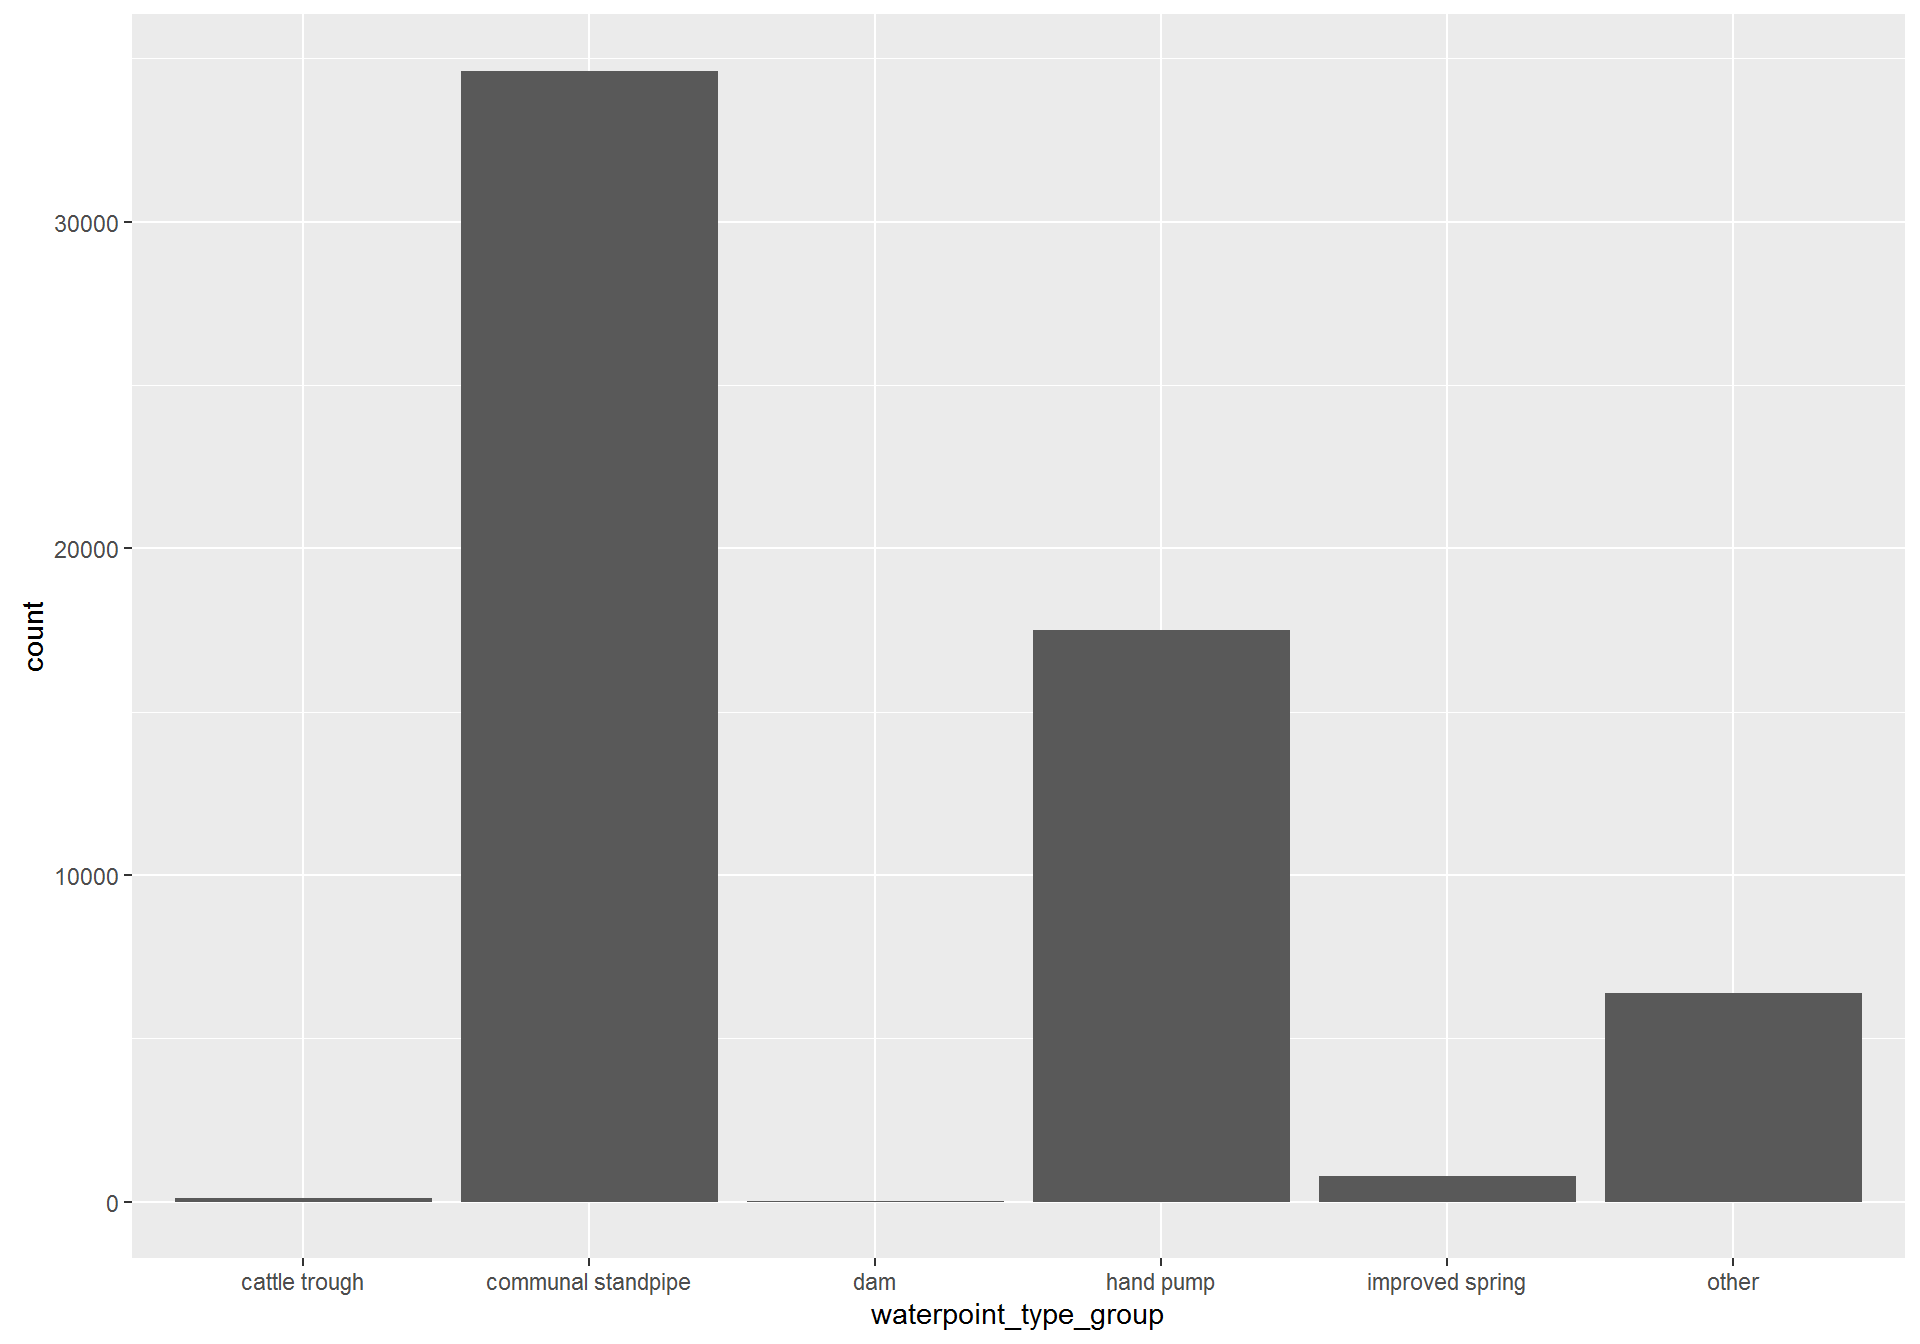 count
30000
20000
10000
0
cattle trough communal standpipe dam hand pump improved spring other
waterpoint_type_group